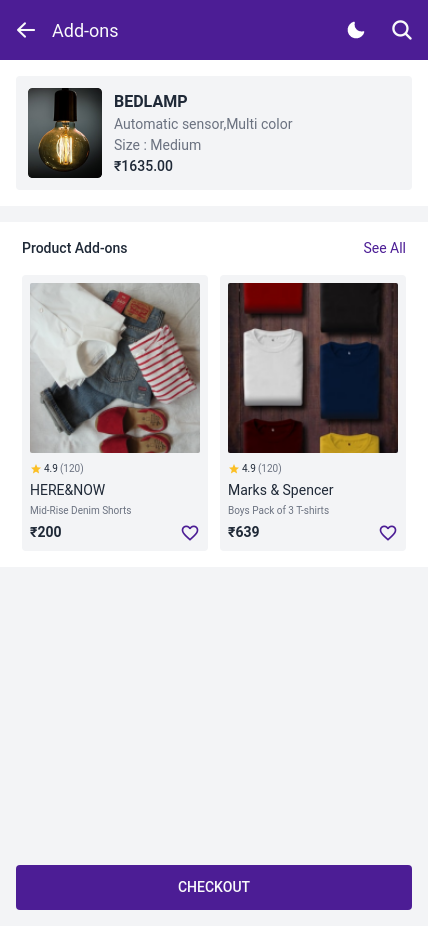 Add-ons
BEDLAMP
Automatic sensor,Multi color
Size : Medium
₹1635.00
Product Add-ons
See All
4.9 (120)
HERE&NOW
Mid-Rise Denim Shorts
₹200
4.9 (120)
Marks & Spencer
Boys Pack of 3 T-shirts
₹639
CHECKOUT